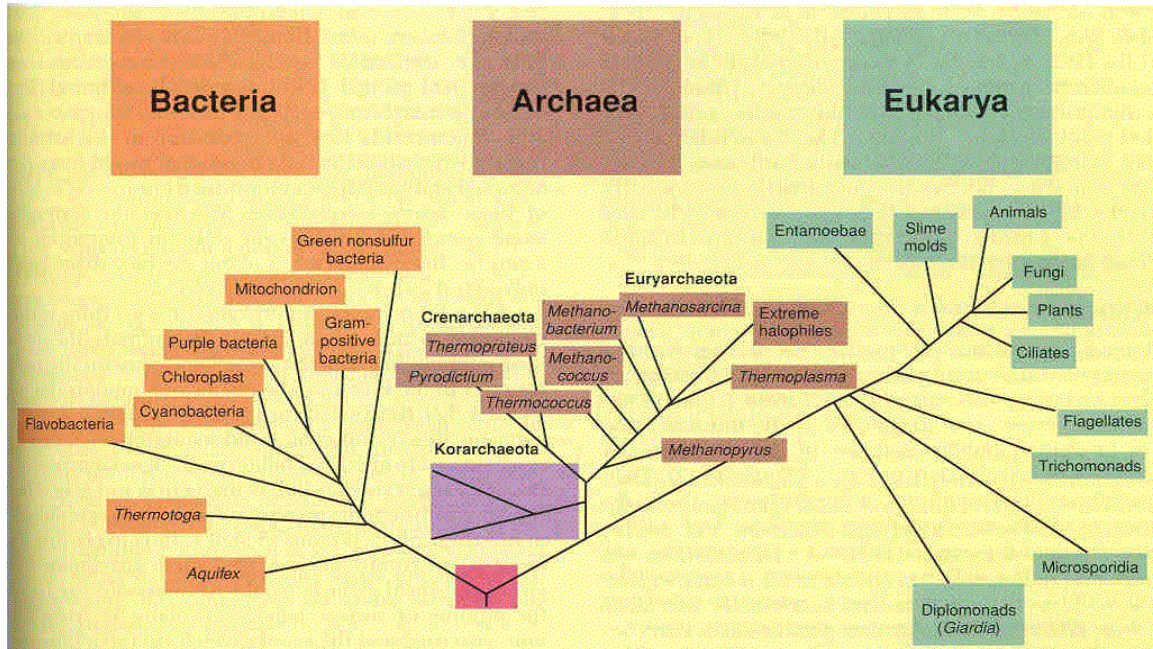 Bacteria
Archaea
Eukarya
Green nonsulfur
bacteria
Mitochondrion
Gram-
positive
bacteria
Purple bacteria
Chloroplast
Cyanobacteria
Flavobacteria
Thermotoga
Aquifex
Crenarchaeota
Thermoproteus
Pyrodictium
Thermococcus
Korarchaeota
Euryarchaeota
Methano-
bacterium
Methanosarcina
Methano-
coccus
Extreme
halophiles
Thermoplasma
Methanopyrus
Entamoebae
Slime
molds
Animals
Fungi
Plants
Ciliates
Flagellates
Trichomonads
Microsporidia
Diplomonads
(Giardia)